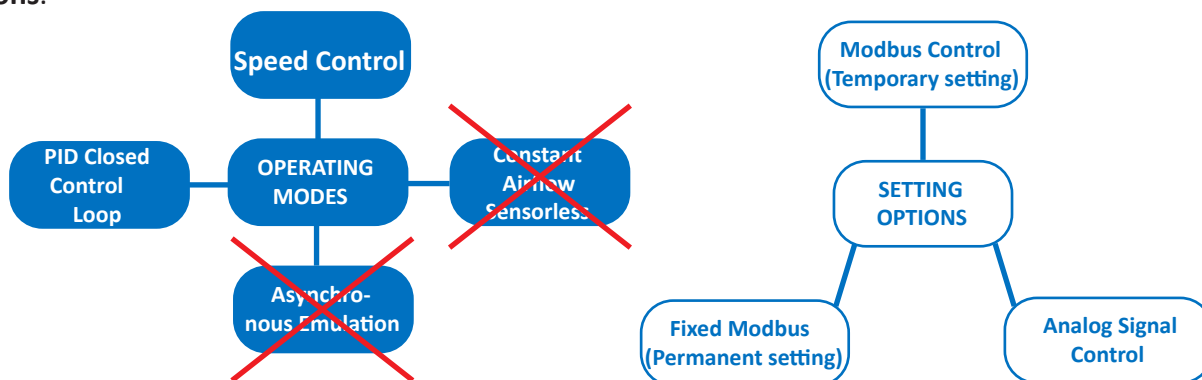 ons.
Speed Control
PID Closed
Control
Loop
OPERATING
MODES
Constant
Airflow
Sensorless
Asynchro-
nous Emulation
Modbus Control
(Temporary setting)
SETTING
OPTIONS
Fixed Modbus
(Permanent setting)
Analog Signal
Control